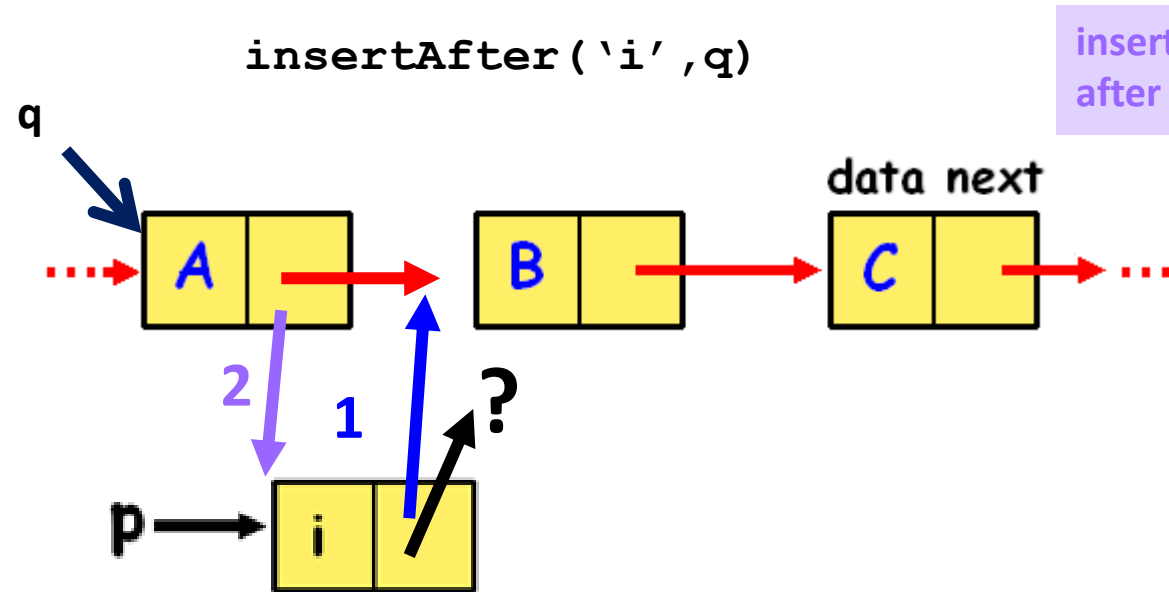 insertAfter(‘i’,q)
insert
after
q
data next
A
B
C
2
1
?
p
i